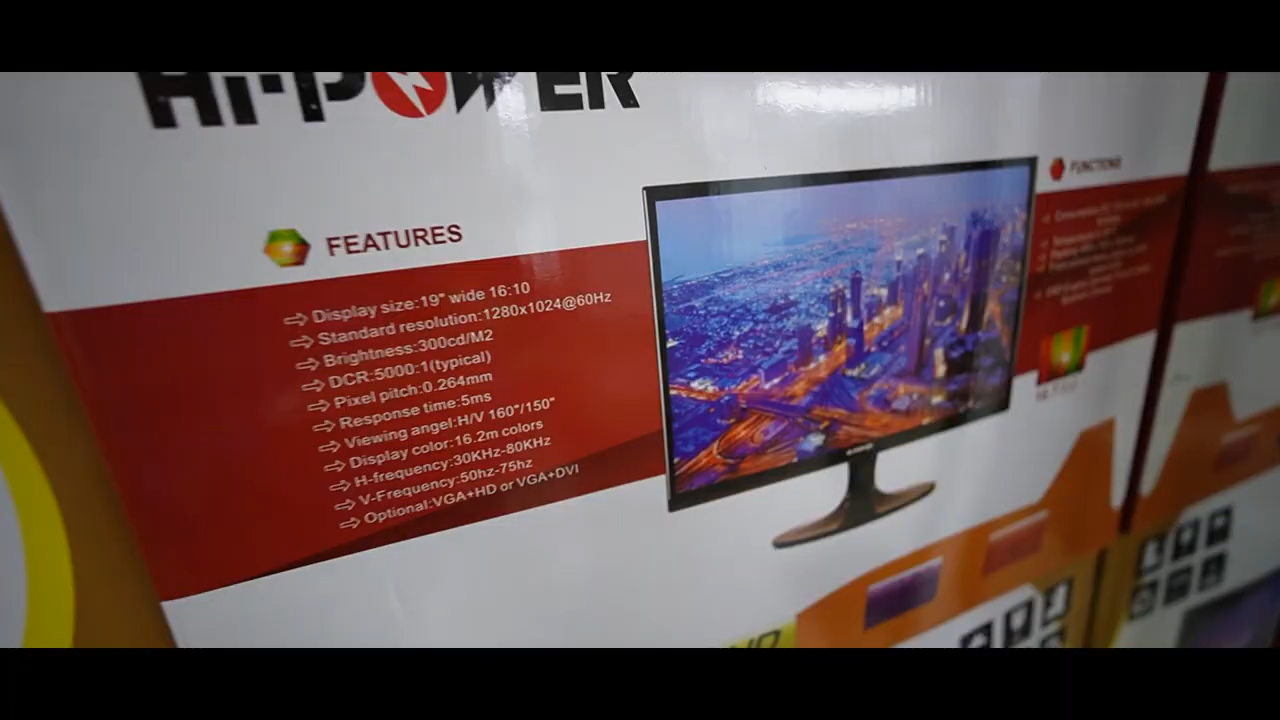 Hi-POWER
FEATURES
⇨ Display size:19" wide 16:10
⇨ Standard resolution:1280x1024@60Hz
⇨ Brightness:300cd/M2
⇨ DCR:5000:1(typical)
⇨ Pixel pitch:0.264mm
⇨ Response time:5ms
⇨ Viewing angel:H/V 160"/150"
⇨ Display color:16.2m colors
⇨ H-frequency:30KHz-80KHz
⇨ V-Frequency:50hz-75hz
⇨ Optional:VGA+HD or VGA+DVI
FUNCTIONS